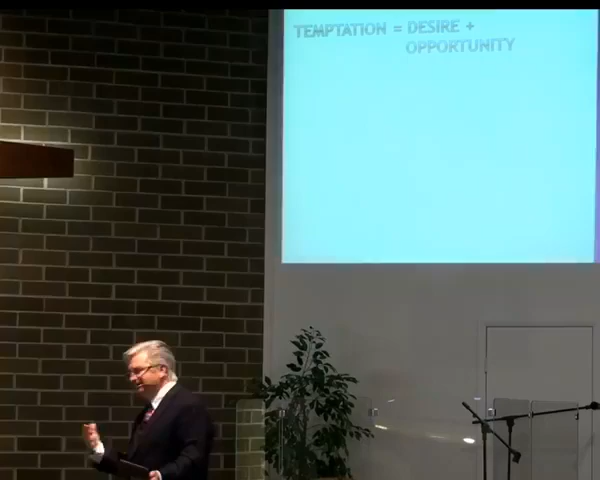 TEMPTATION = DESIRE +
OPPORTUNITY